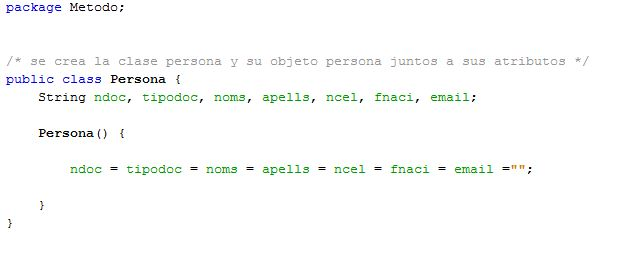 package Metodo;
/* se crea la clase persona y su objeto persona juntos a sus atributos */
public class Persona {
String ndoc, tipodoc, noms, apells, ncel, fnaci, email;
Persona() {
ndoc = tipodoc = noms = apells = ncel = fnaci = email ="";
}
}